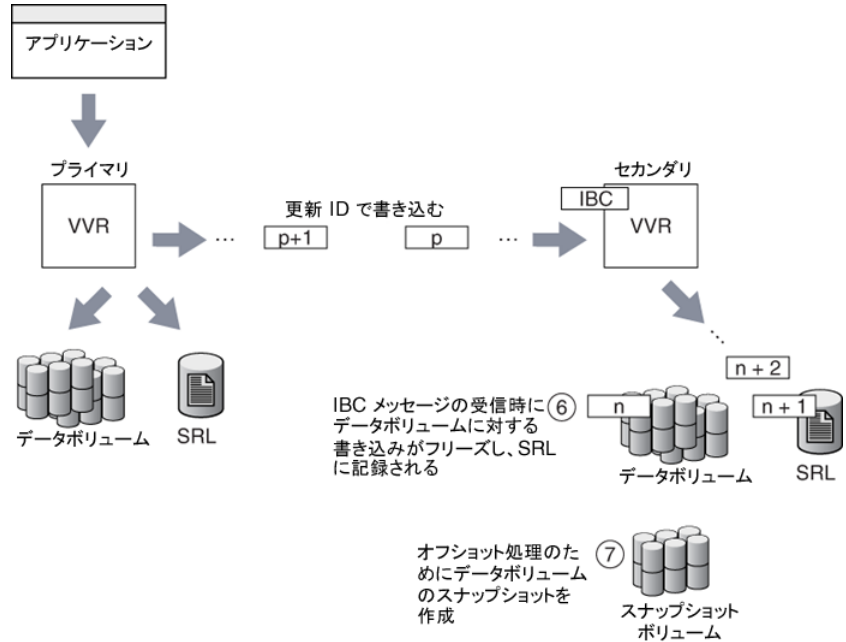 アプリケーション
プライマリ
VVR
…
更新 ID で書き込む
p+1
p
…
セカンダリ
IBC
VVR
データボリューム
SRL
…
n + 2
n + 1
n
IBC メッセージの受信時に
データボリュームに対する
書き込みがフリーズし、SRL
に記録される
⑥
データボリューム
SRL
オフショット処理のた
めにデータボリューム
のスナップショットを
作成
⑦
スナップショット
ボリューム